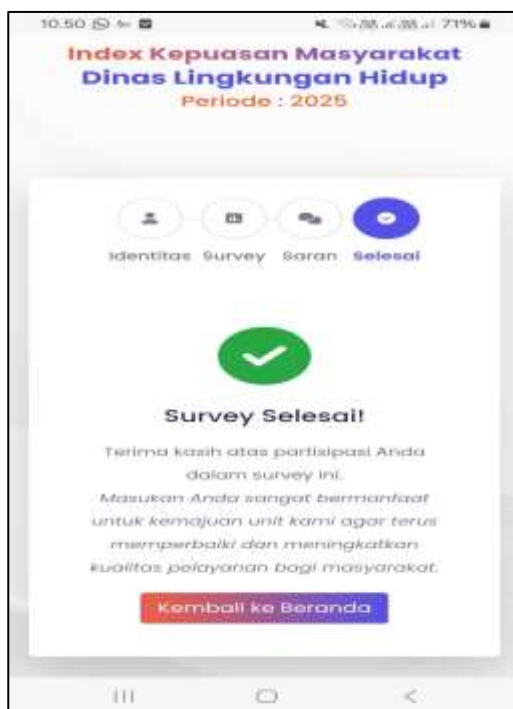 10.50 71%
Index Kepuasan Masyarakat
Dinas Lingkungan Hidup
Periode : 2025
Identitas Survey Saran Selesai
Survey Selesai!
Terima kasih atas partisipasi Anda
dalam survey ini.
Masukan Anda sangat bermanfaat
untuk kemajuan unit kami agar terus
memperbaiki dan meningkatkan
kualitas pelayanan bagi masyarakat.
Kembali ke Beranda